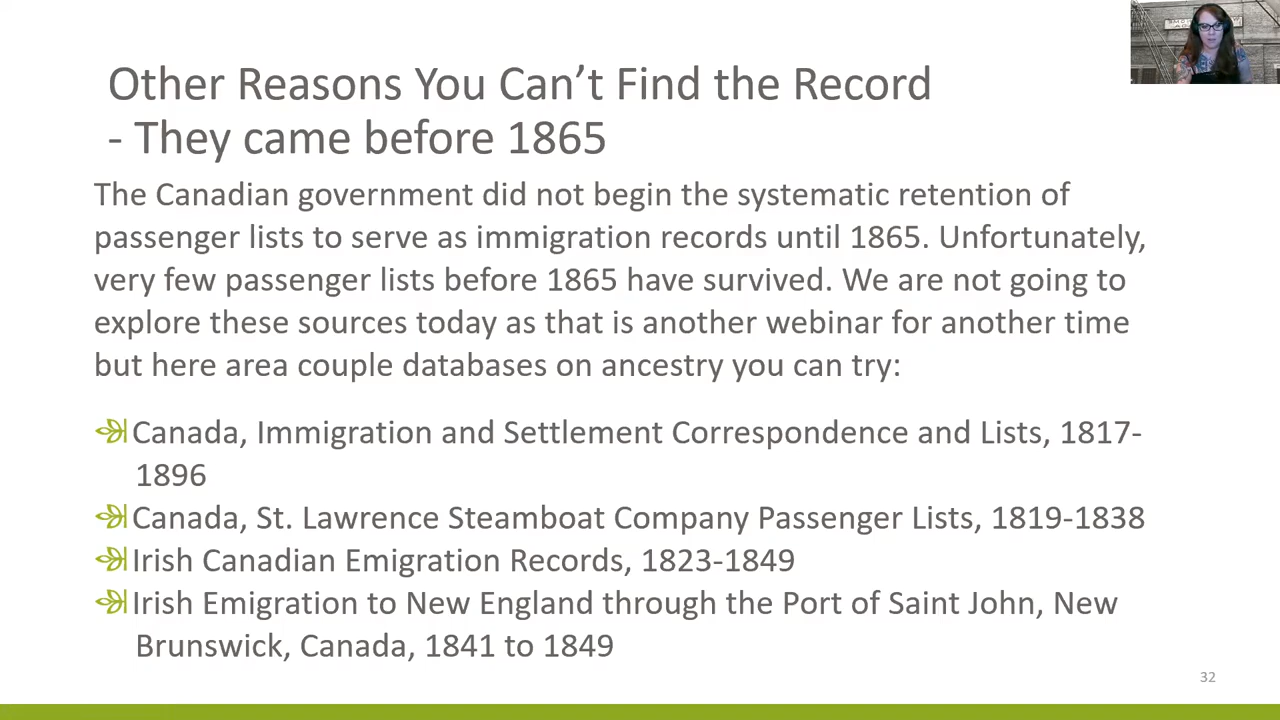 Other Reasons You Can’t Find the Record
- They came before 1865
The Canadian government did not begin the systematic retention of
passenger lists to serve as immigration records until 1865. Unfortunately,
very few passenger lists before 1865 have survived. We are not going to
explore these sources today as that is another webinar for another time
but here area couple databases on ancestry you can try:
Canada, Immigration and Settlement Correspondence and Lists, 1817-
1896
Canada, St. Lawrence Steamboat Company Passenger Lists, 1819-1838
Irish Canadian Emigration Records, 1823-1849
Irish Emigration to New England through the Port of Saint John, New
Brunswick, Canada, 1841 to 1849
32